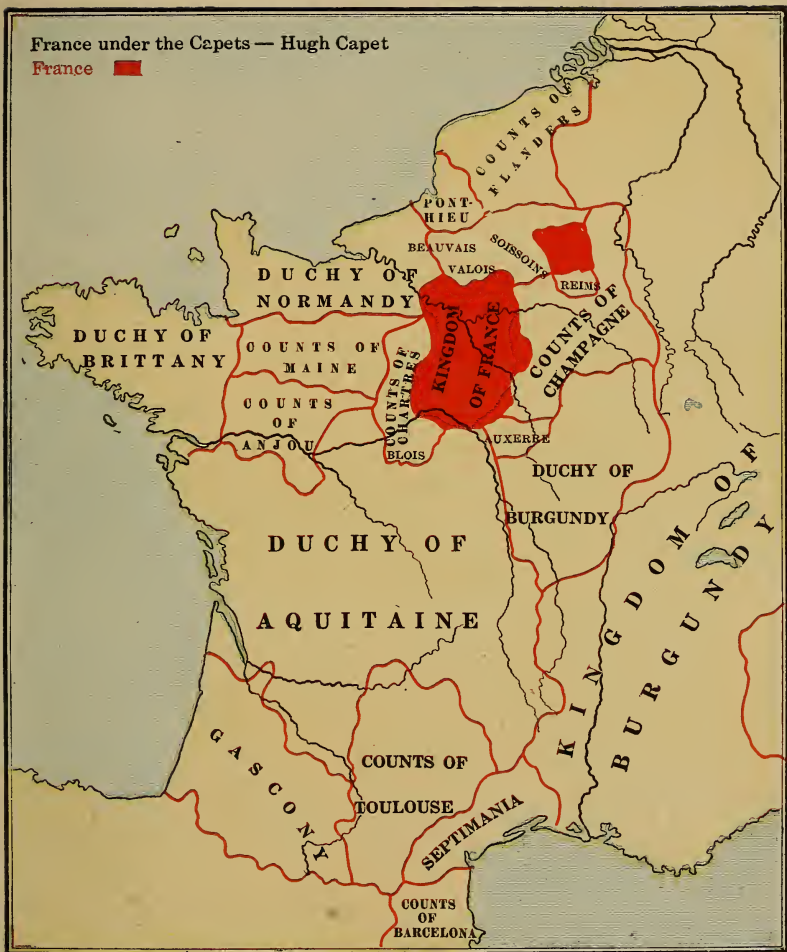 France under the Capets — Hugh Capet
France
COUNTS OF
FLANDERS
PONT-
HIEU
BEAUVAIS
SOISSOINS
VALOIS
REIMS
DUCHY OF
NORMANDY
KINGDOM
OF FRANCE
COUNTS OF
CHAMPAGNE
DUCHY OF
BRITTANY
COUNTS OF
MAINE
COUNTS OF
CHARTRES
COUNTS
OF
ANJOU
BLOIS
AUXERRE
DUCHY OF
BURGUNDY
KINGDOM OF
BURGUNDY
DUCHY OF
AQUITAINE
GASCONY
COUNTS OF
TOULOUSE
SEPTIMANIA
COUNTS
OF
BARCELONA